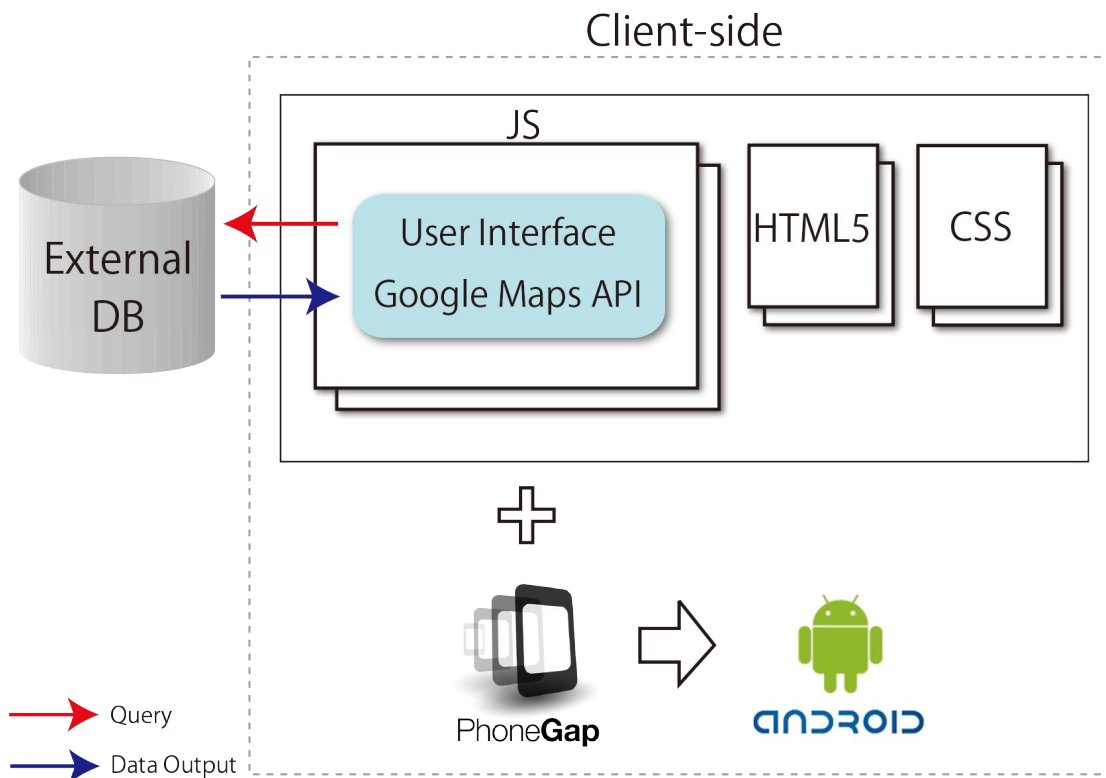 Client-side
JS
User Interface
Google Maps API
HTML5
CSS
External
DB
PhoneGap
ANDROID
Query
Data Output